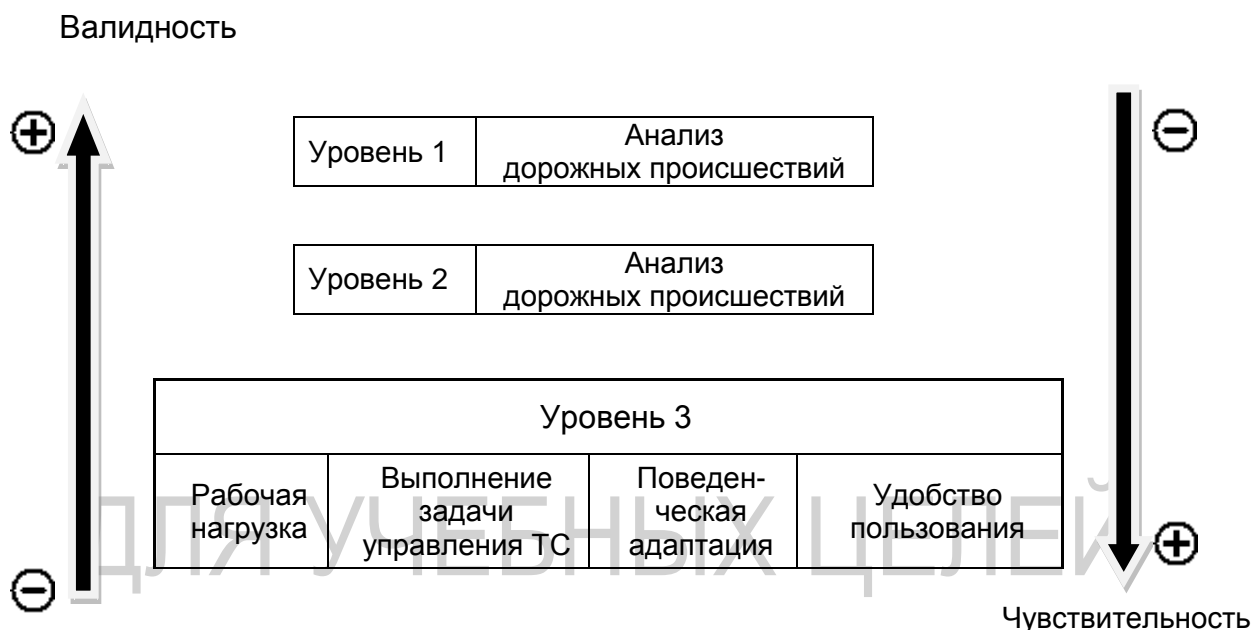 Валидность
Уровень 1
Анализ
дорожных происшествий
Уровень 2
Анализ
дорожных происшествий
Уровень 3
Рабочая
нагрузка
Выполнение
задачи
управления ТС
Поведен-
ческая
адаптация
Удобство
пользования
ДЛЯ УЧЕБНЫХ ЦЕЛЕЙ
Чувствительность